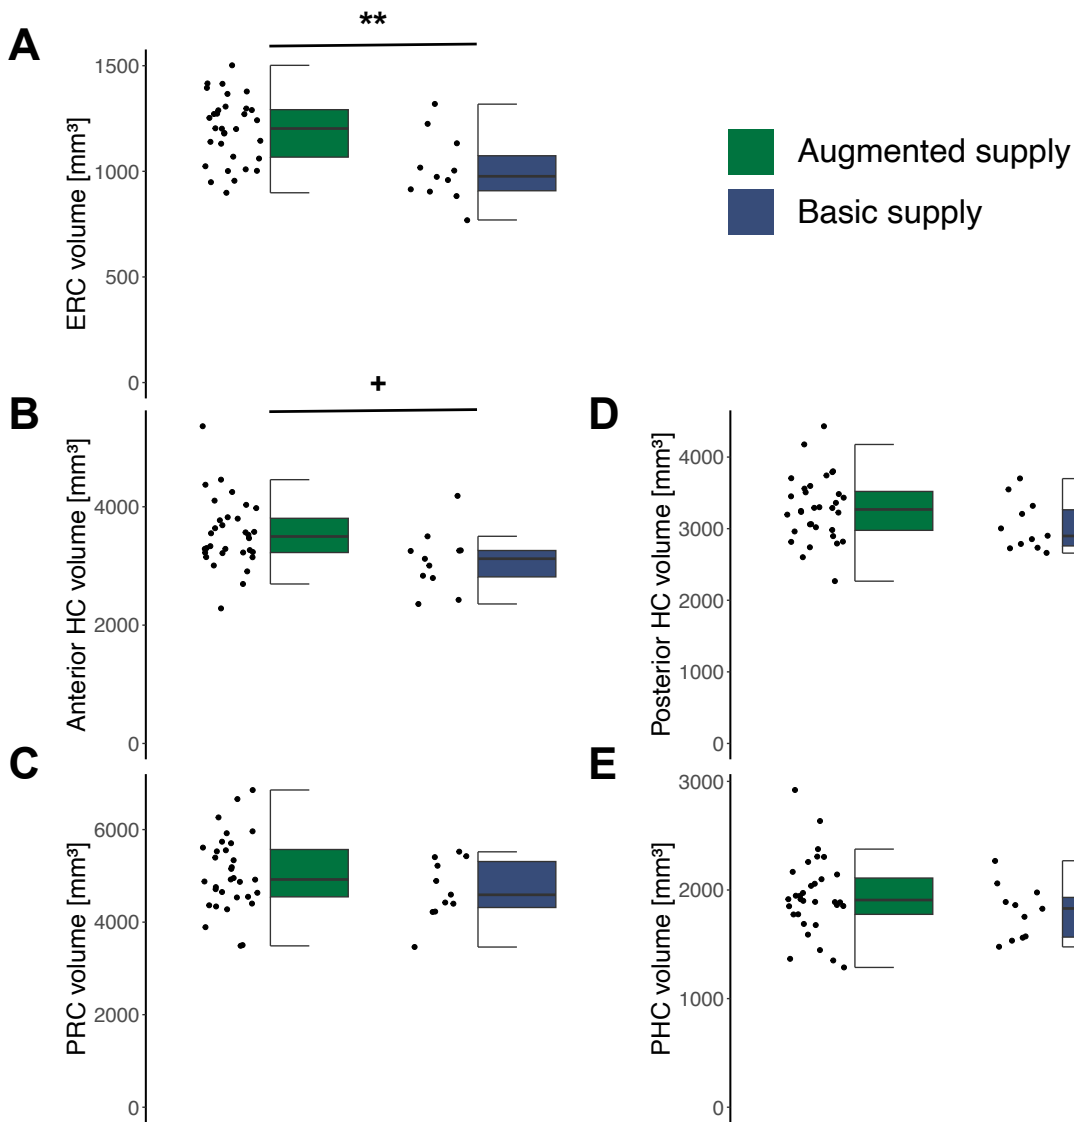 **
A
1500
1000
500
0
ERC volume [mm³]
Augmented supply
Basic supply
+
B
4000
2000
0
Anterior HC volume [mm³]
D
4000
3000
2000
1000
0
Posterior HC volume [mm³]
C
6000
4000
2000
0
PRC volume [mm³]
E
3000
2000
1000
0
PHC volume [mm³]